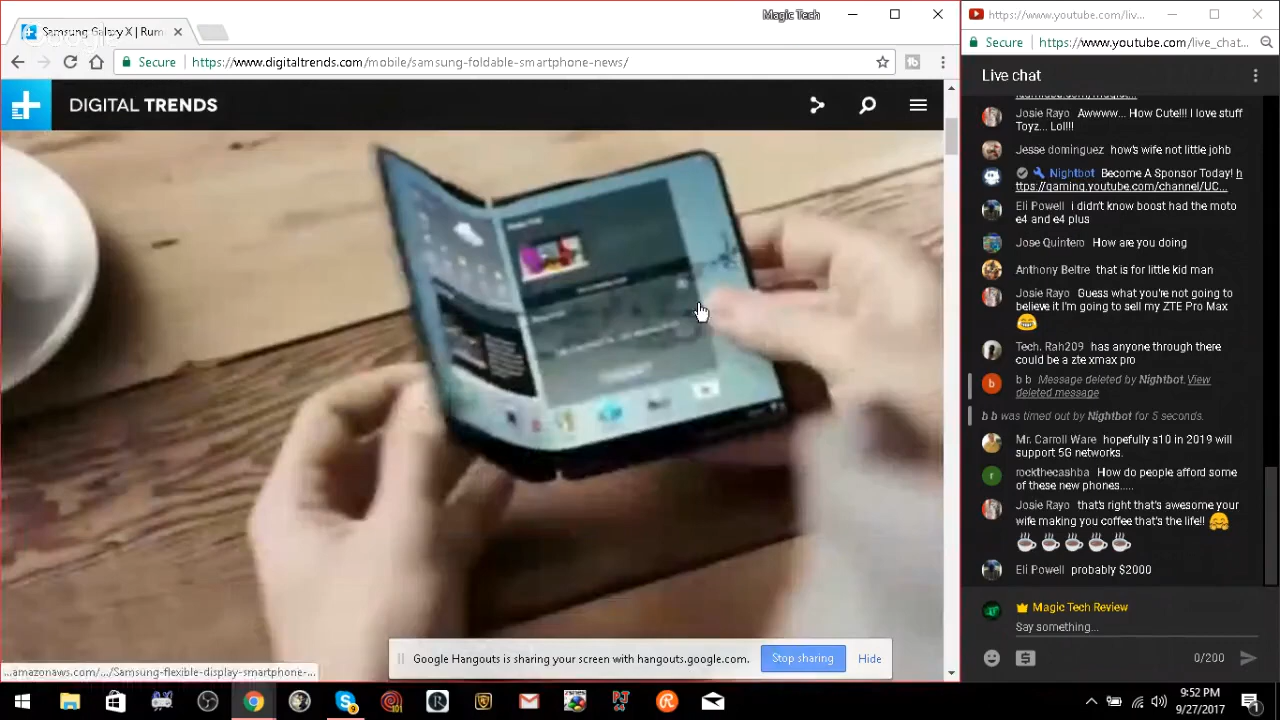 Magic Tech
Samsung Galaxy X | Rum
Secure https://www.digitaltrends.com/mobile/samsung-foldable-smartphone-news/
DIGITAL TRENDS
amazonaws.com/.../Samsung-flexible-display-smartphone-...
Google Hangouts is sharing your screen with hangouts.google.com.
Stop sharing
Hide
https://www.youtube.com/liv...
Secure https://www.youtube.com/live_chat...
Live chat
Josie Rayo Awwww... How Cute!!! I love stuff
Toyz... Lol!!!
Jesse dominguez how's wife not little johb
Nightbot Become A Sponsor Today! h
ttps://gaming.youtube.com/channel/UC...
Eli Powell i didn't know boost had the moto
e4 and e4 plus
Jose Quintero How are you doing
Anthony Beltre that is for little kid man
Josie Rayo Guess what you're not going to
believe it I'm going to sell my ZTE Pro Max
Tech. Rah209 has anyone through there
could be a zte xmax pro
b b Message deleted by Nightbot. View
deleted message
b b was timed out by Nightbot for 5 seconds.
Mr. Carroll Ware hopefully s10 in 2019 will
support 5G networks.
rockthecashba How do people afford some
of these new phones.....
Josie Rayo that's right that's awesome your
wife making you coffee that's the life!!
Eli Powell probably $2000
Magic Tech Review
Say something...
0/200
9:52 PM
9/27/2017